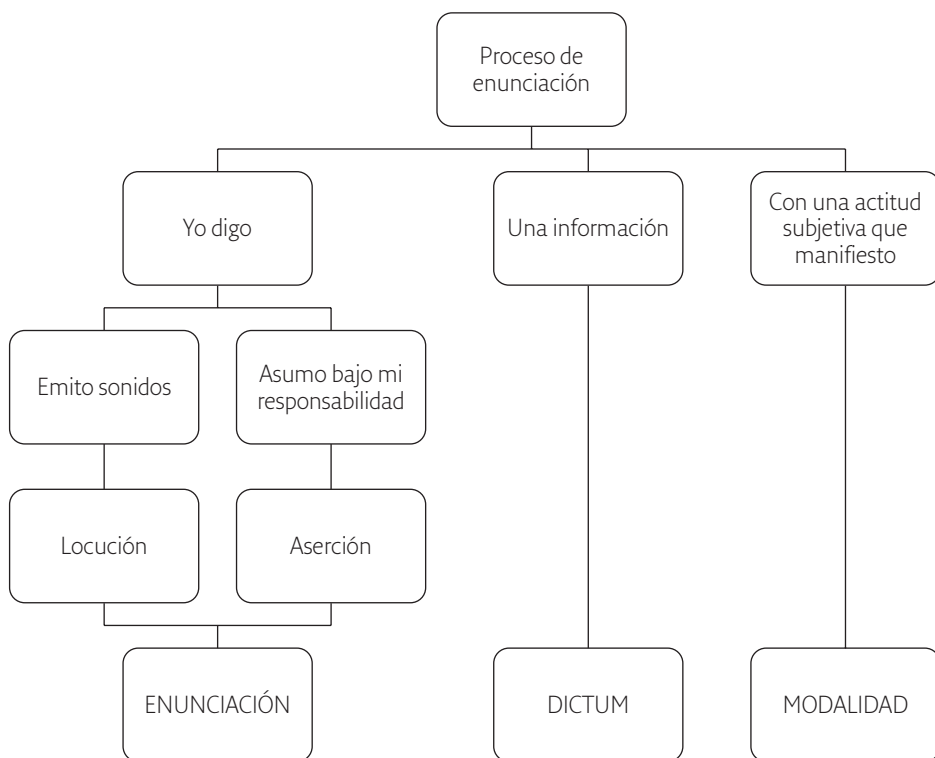 Proceso de
enunciación
Yo digo
Una información
Con una actitud
subjetiva que
manifiesto
Emito sonidos
Asumo bajo mi
responsabilidad
Locución
Aserción
ENUNCIACIÓN
DICTUM
MODALIDAD